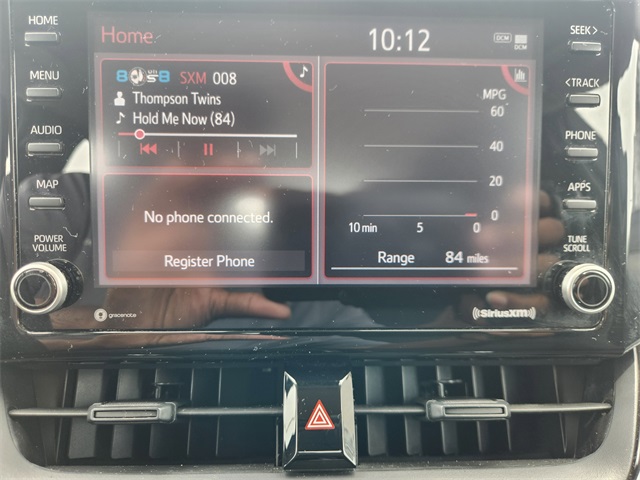 HOME
MENU
AUDIO
MAP
POWER
VOLUME
Home
10:12
DCM
DCM
SXM 008
Thompson Twins
Hold Me Now (84)
No phone connected.
Register Phone
MPG
60
40
20
0
10 min 5 0
Range 84 miles
SEEK>
<TRACK
PHONE
APPS
TUNE
SCROLL
gracenote
((SiriusXM))